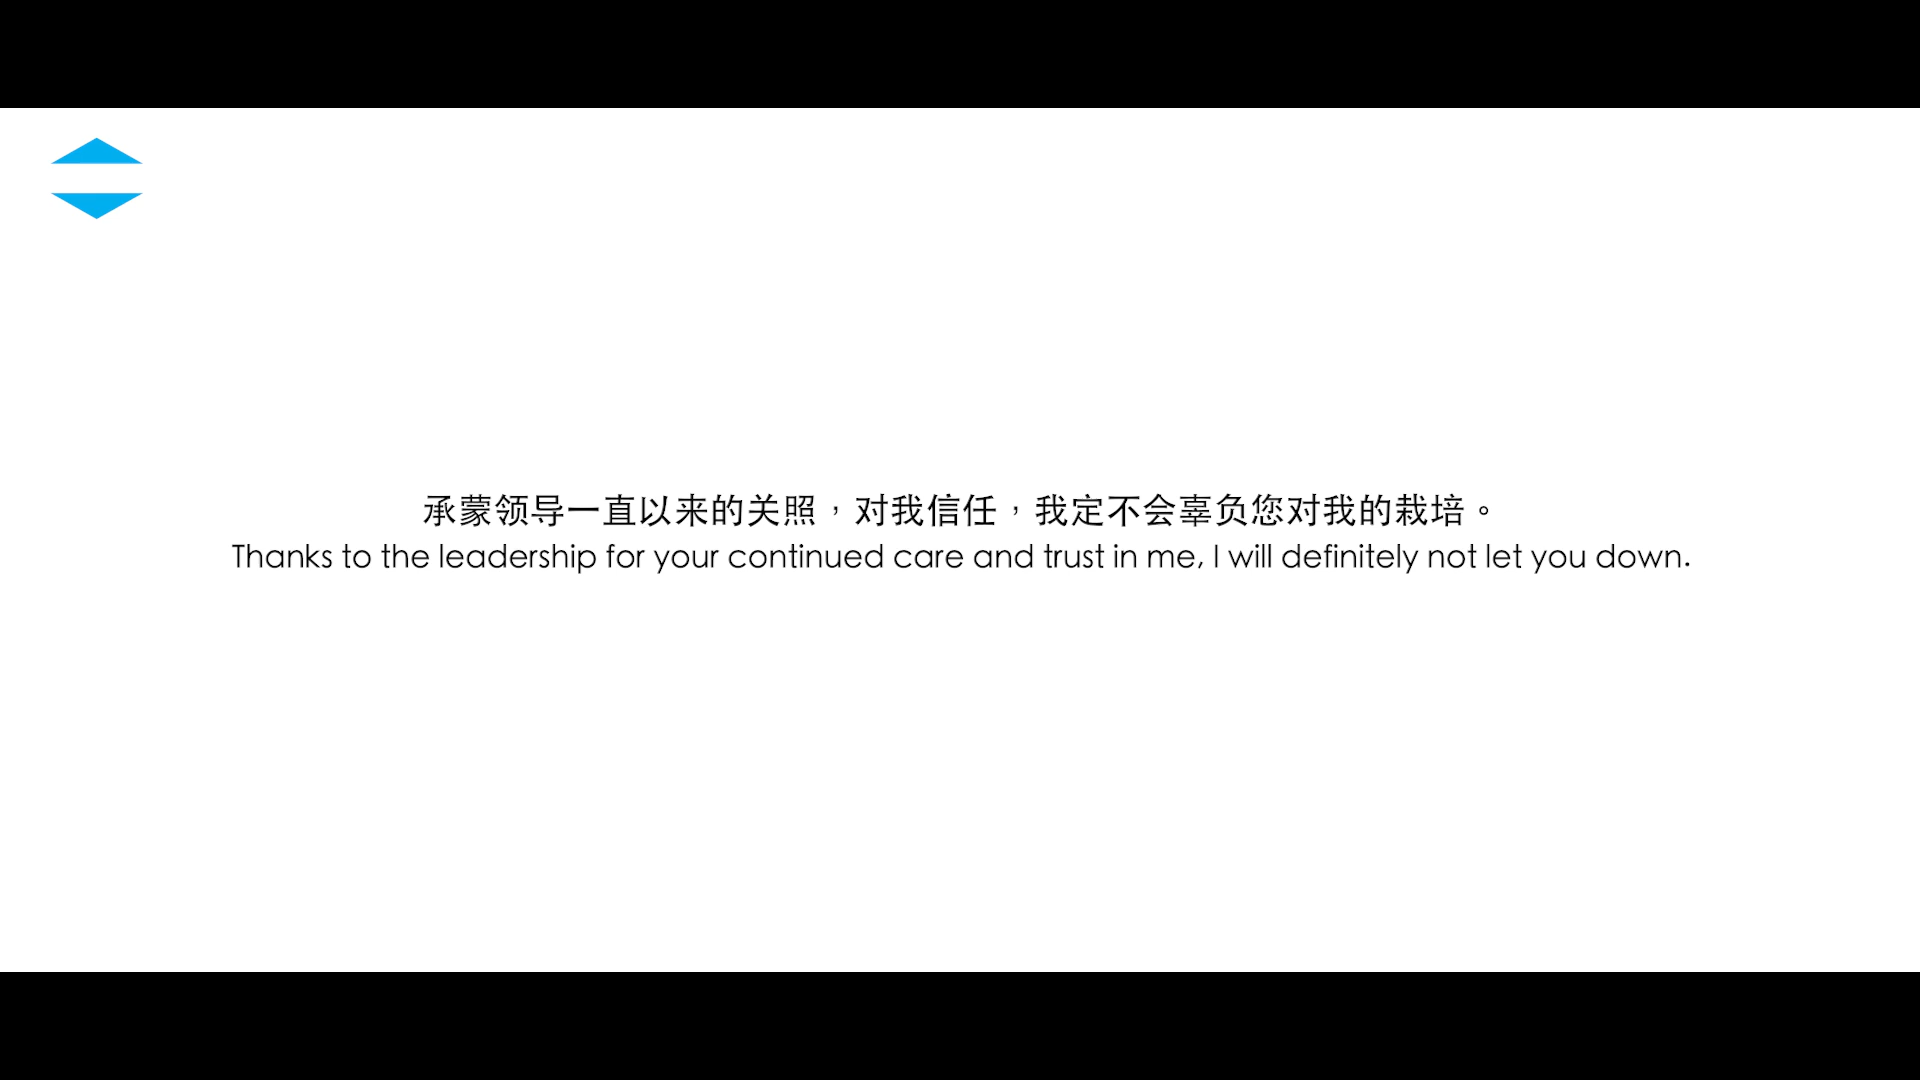 承蒙领导一直以来的关照，对我信任，我定不会辜负您对我的栽培。
Thanks to the leadership for your continued care and trust in me, I will definitely not let you down.